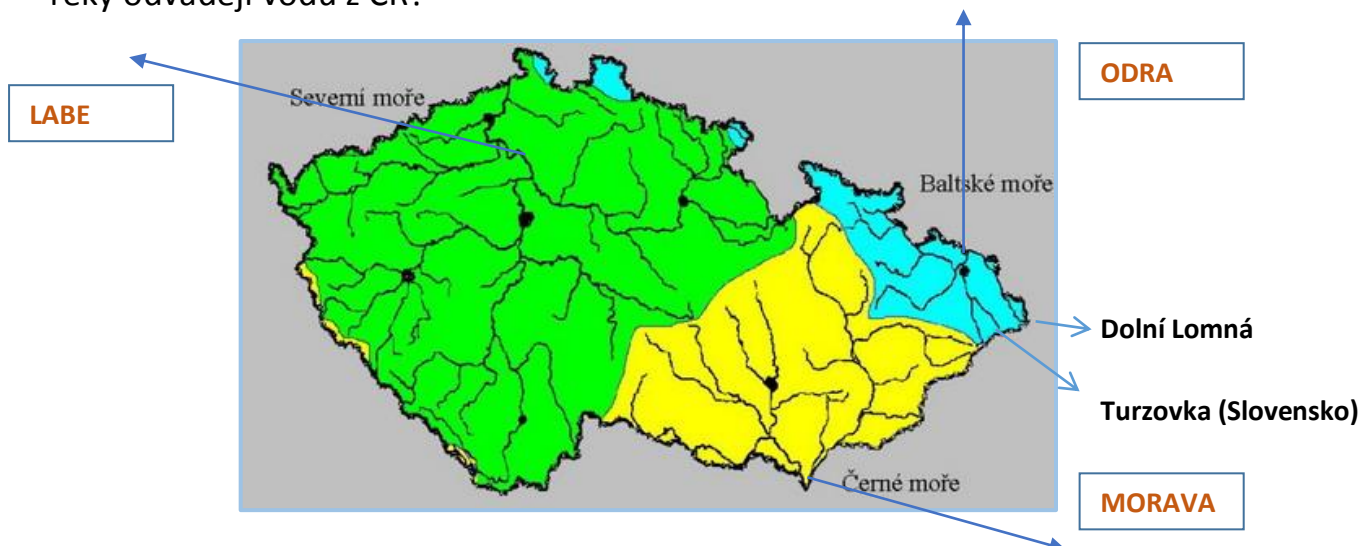 řeky odvádějí vodu z ČR?
ODRA
Severní moře
LABE
Baltské moře
Dolní Lomná
Turzovka (Slovensko)
Černé moře
MORAVA